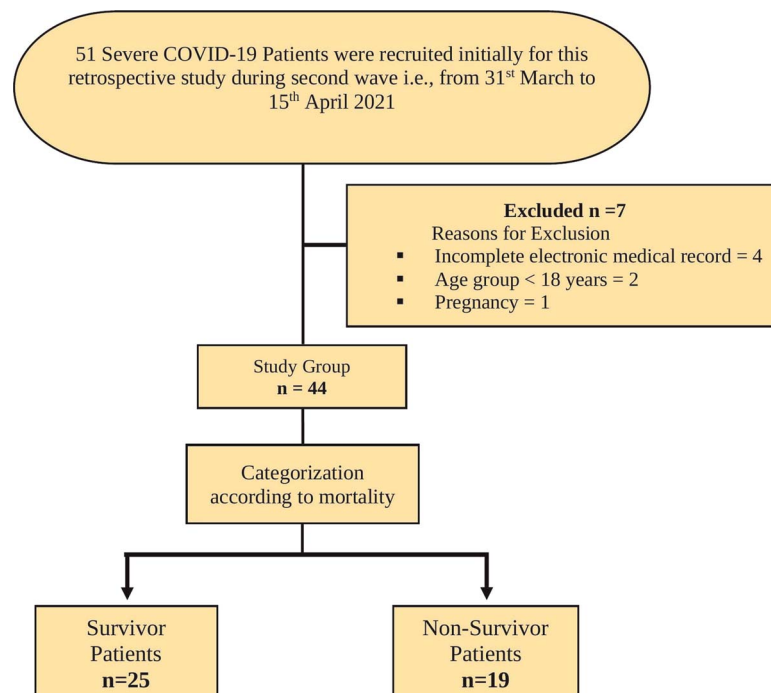 51 Severe COVID-19 Patients were recruited initially for this
retrospective study during second wave i.e., from 31st March to
15th April 2021
Excluded n =7
Reasons for Exclusion
▪ Incomplete electronic medical record = 4
▪ Age group < 18 years = 2
▪ Pregnancy = 1
Study Group
n = 44
Categorization
according to mortality
Survivor
Patients
n=25
Non-Survivor
Patients
n=19